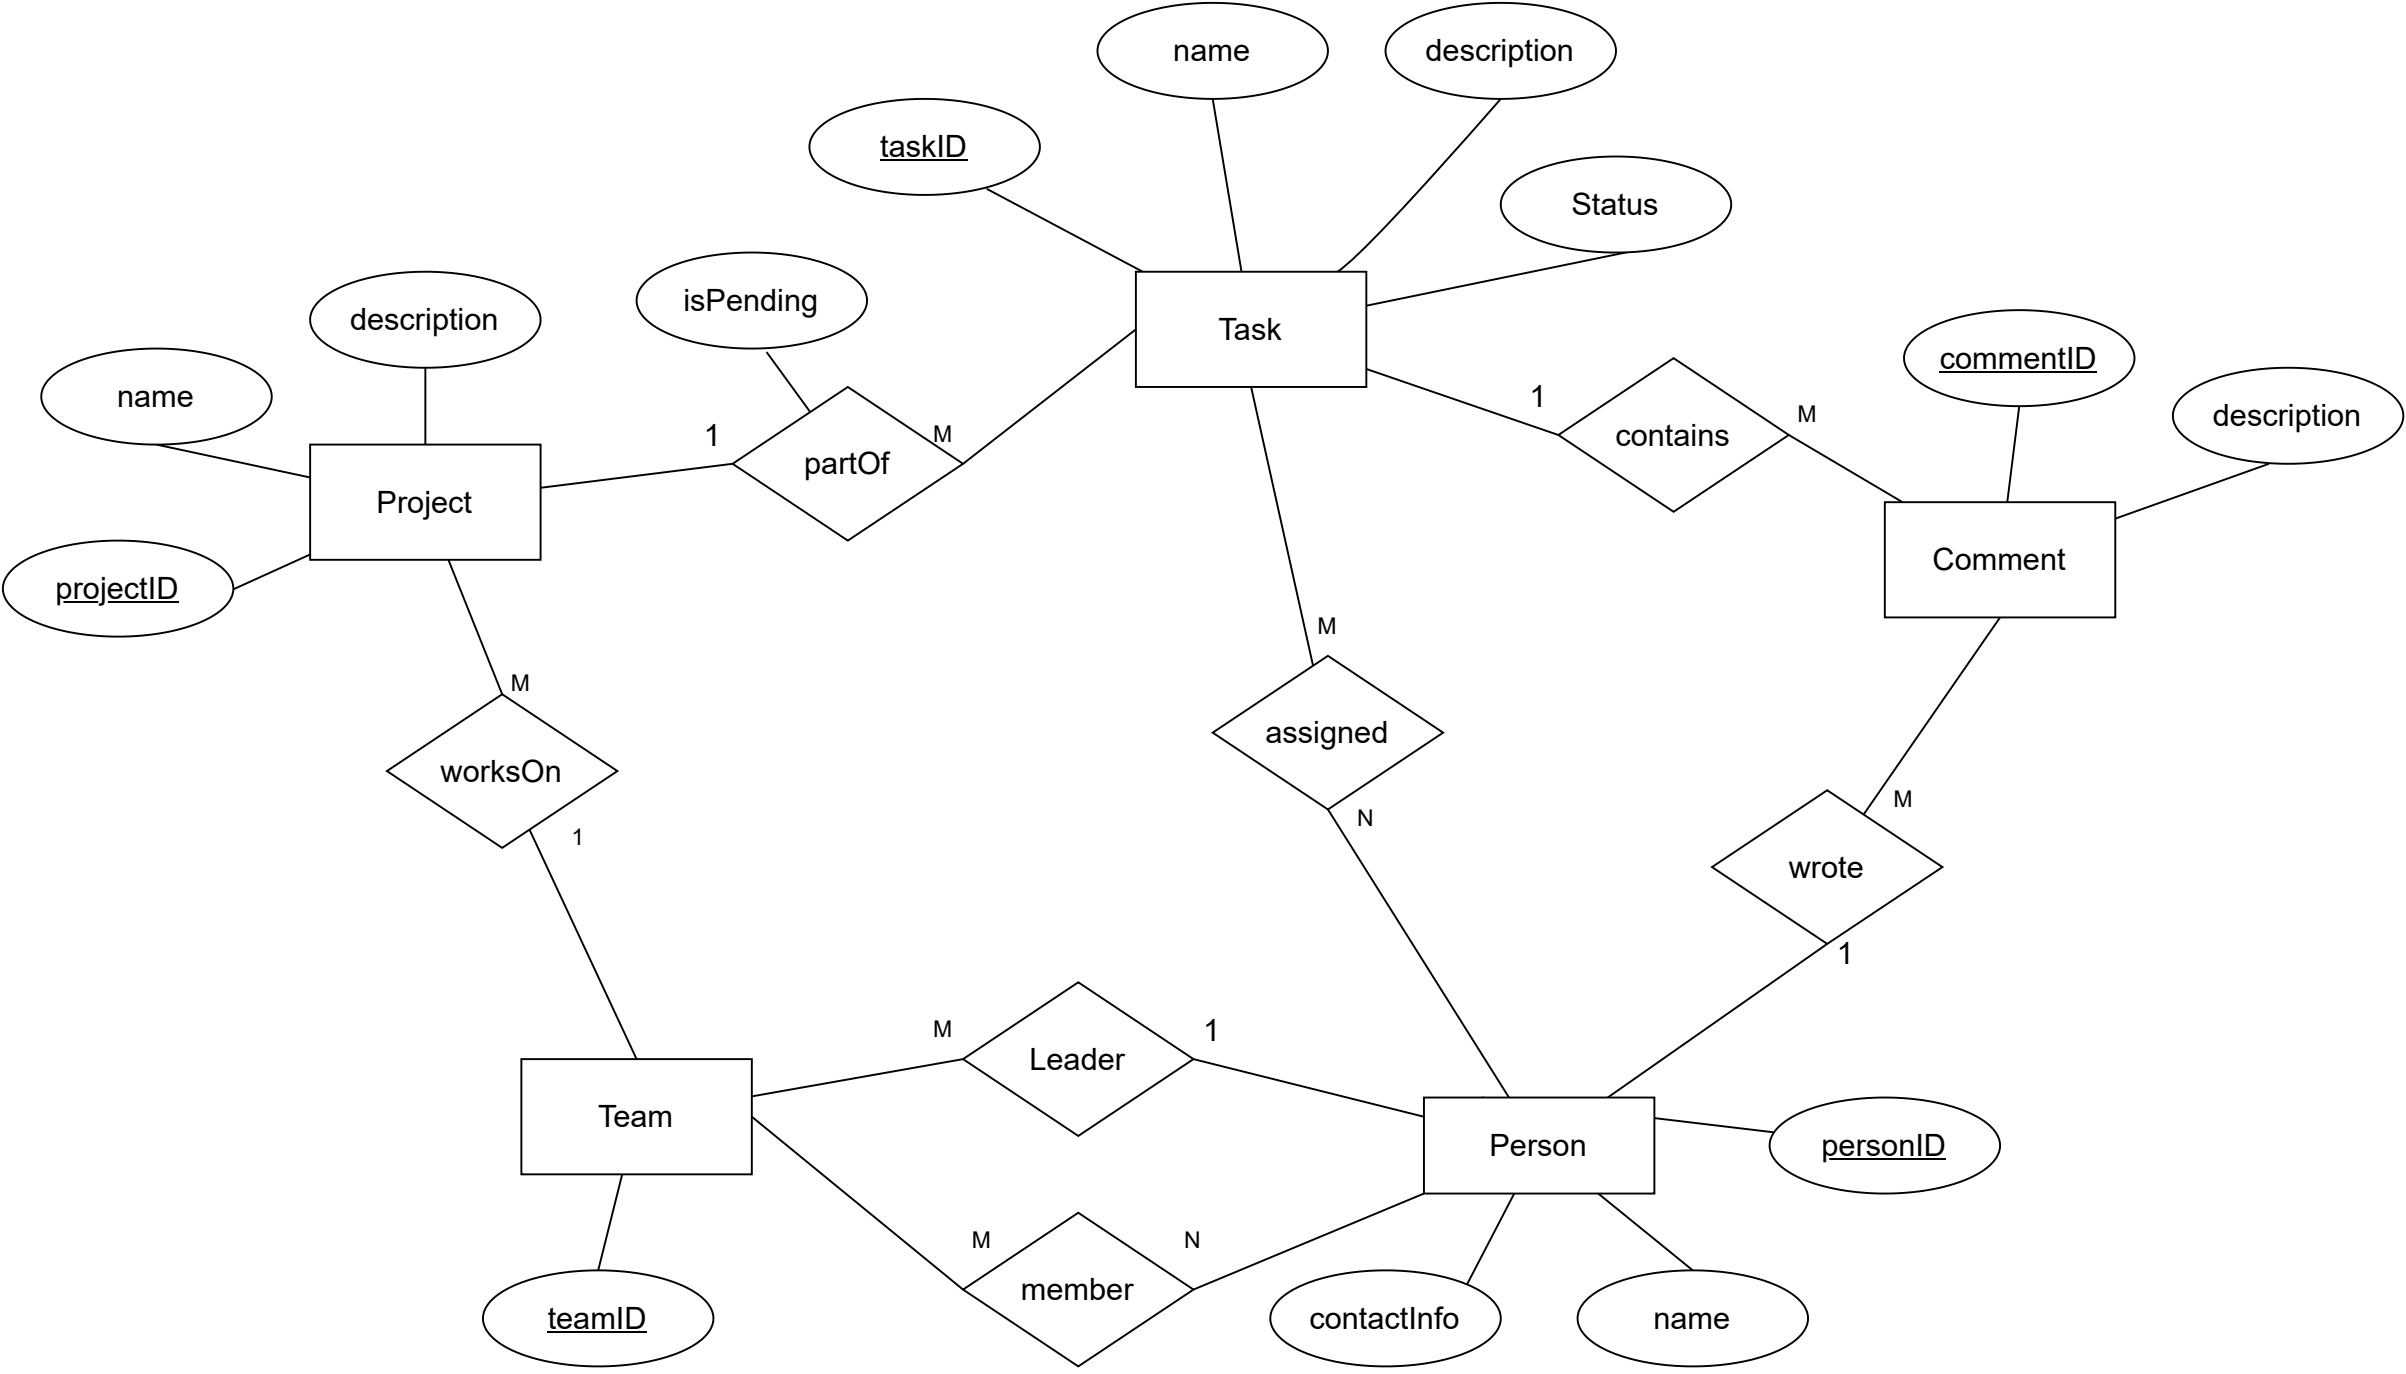 name
description
taskID
Status
isPending
description
Task
name
commentID
description
1
M
1
M
contains
partOf
Project
Comment
projectID
M
M
assigned
worksOn
M
N
1
wrote
1
M
1
Leader
Team
Person
personID
M
N
member
teamID
contactInfo
name